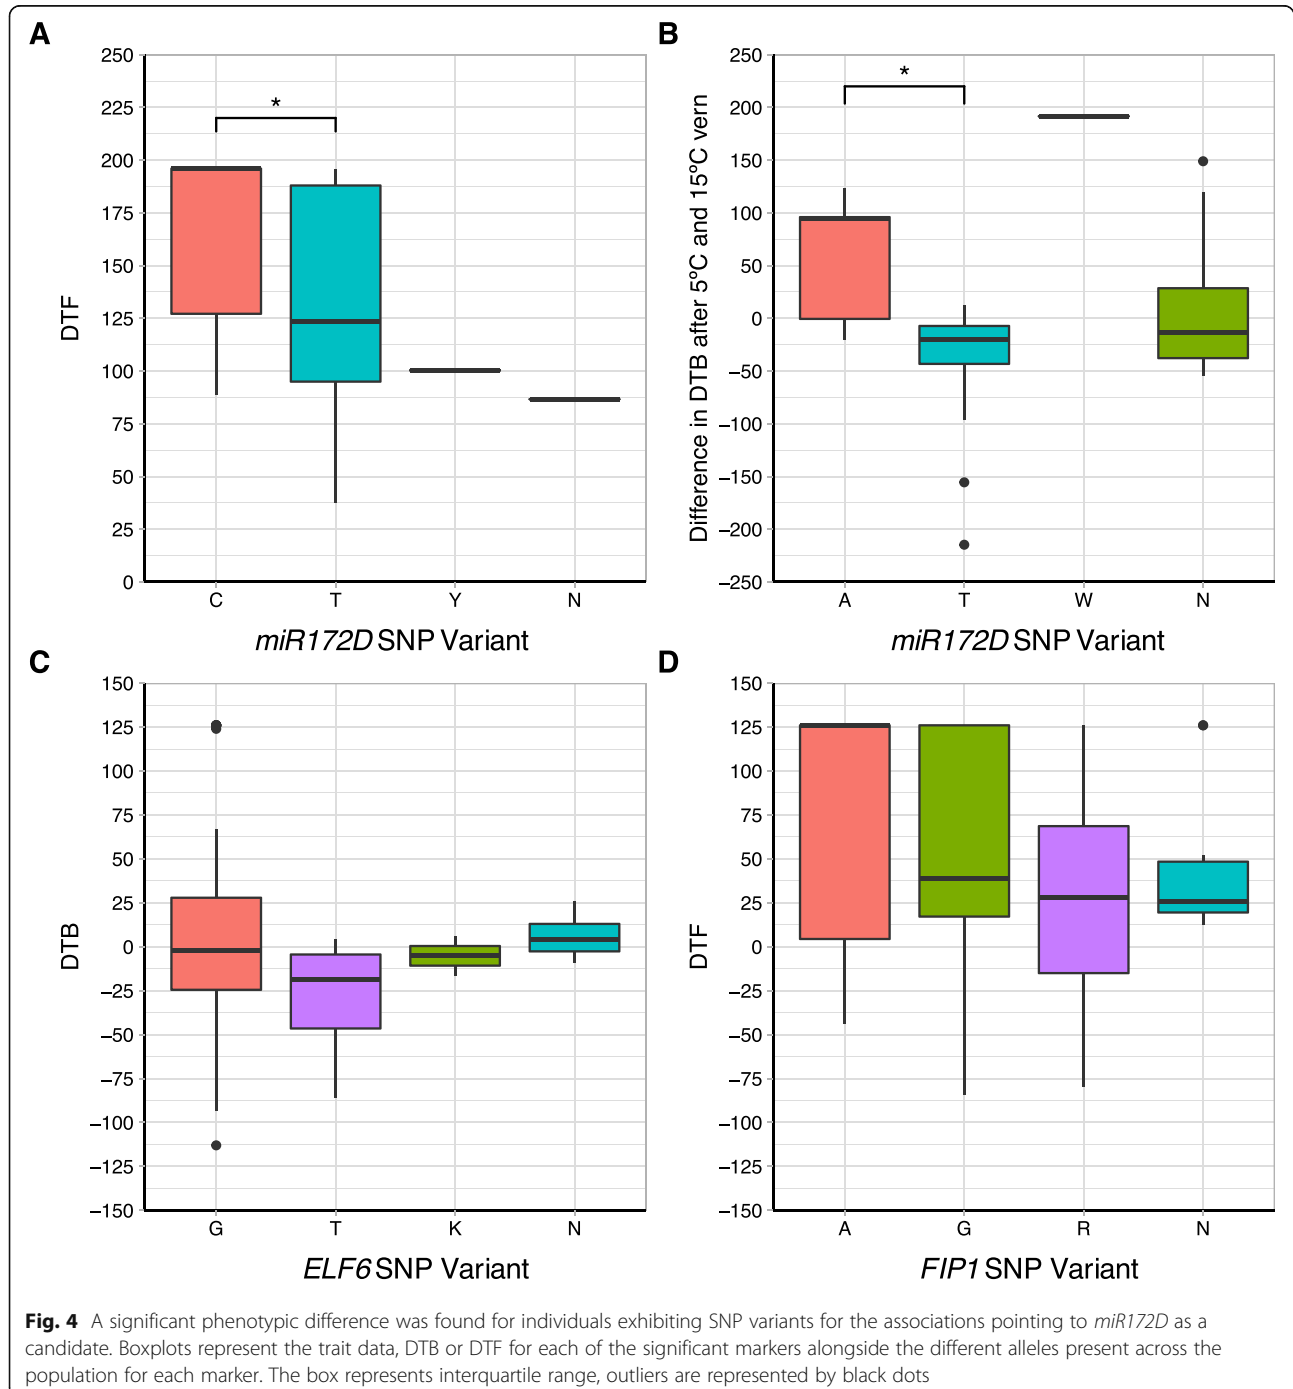 A
B
250
225
200
175
150
125
100
75
50
25
0
DTF
*
C T Y N
miR172D SNP Variant
250
200
150
100
50
0
−50
−100
−150
−200
−250
Difference in DTB after 5ºC and 15ºC vern
*
A T W N
miR172D SNP Variant
C
D
150
125
100
75
50
25
0
−25
−50
−75
−100
−125
−150
DTB
G T K N
ELF6 SNP Variant
150
125
100
75
50
25
0
−25
−50
−75
−100
−125
−150
DTF
A G R N
FIP1 SNP Variant
Fig. 4 A significant phenotypic difference was found for individuals exhibiting SNP variants for the associations pointing to miR172D as a
candidate. Boxplots represent the trait data, DTB or DTF for each of the significant markers alongside the different alleles present across the
population for each marker. The box represents interquartile range, outliers are represented by black dots